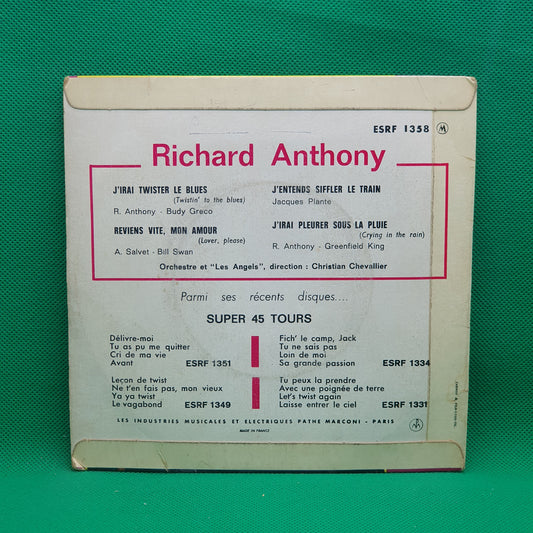 ESRF 1358 M
Richard Anthony
J'IRAI TWISTER LE BLUES
(Twistin' to the blues)
R. Anthony - Budy Greco
REVIENS VITE, MON AMOUR
(Lover, please)
A. Salvet - Bill Swan
J'ENTENDS SIFFLER LE TRAIN
Jacques Plante
J'IRAI PLEURER SOUS LA PLUIE
(Crying in the rain)
R. Anthony - Greenfield King
Orchestre et "Les Angels", direction : Christian Chevallier
Parmi ses récents disques....
SUPER 45 TOURS
Délivre-moi
Tu as pu me quitter
Cri de ma vie
Avant ESRF 1351
Fich' le camp, Jack
Tu ne sais pas
Loin de moi
Sa grande passion ESRF 1334
Leçon de twist
Ne t'en fais pas, mon vieux
Ya ya twist
Le vagabond ESRF 1349
Tu peux la prendre
Avec une poignée de terre
Let's twist again
Laisse entrer le ciel ESRF 1331
LES INDUSTRIES MUSICALES ET ELECTRIQUES PATHE MARCONI - PARIS
MADE IN FRANCE